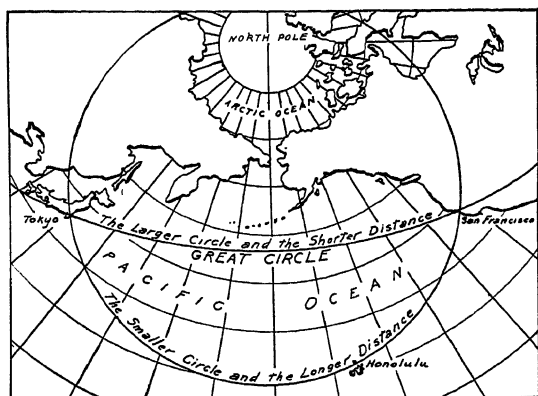 NORTH POLE
ARCTIC OCEAN
Tokyo
San Francisco
The Larger Circle and the Shorter Distance
GREAT CIRCLE
PACIFIC OCEAN
The Smaller Circle and the Longer Distance
Honolulu